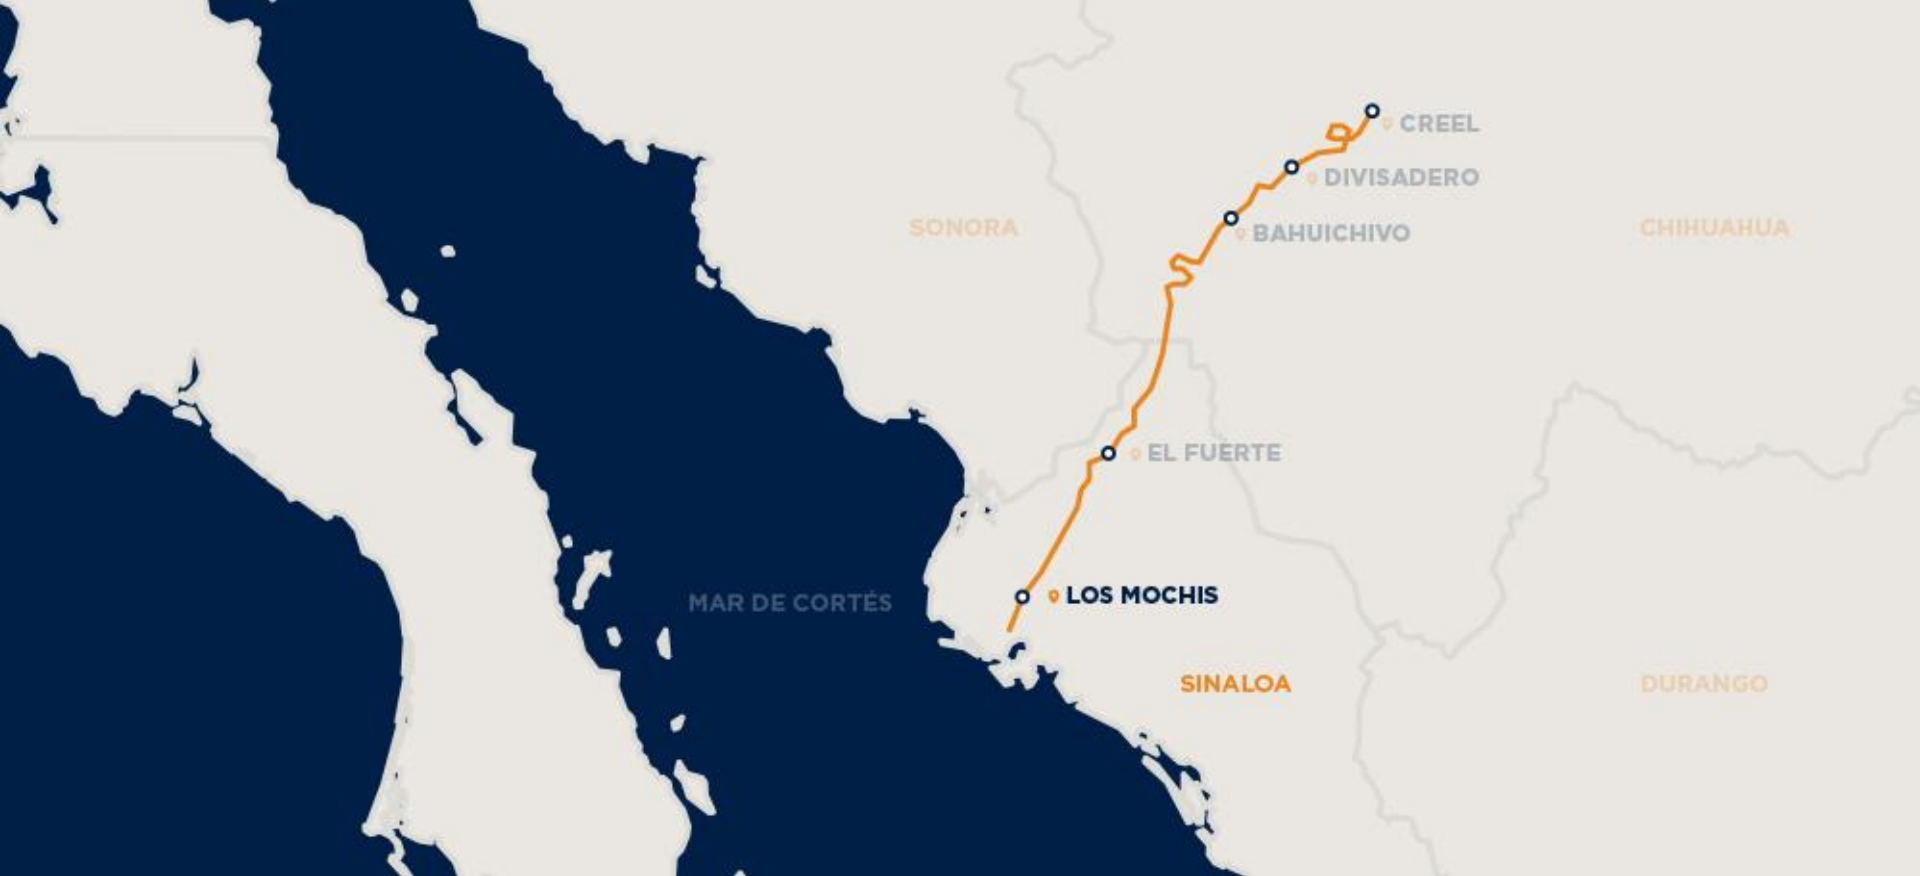 CREEL
DIVISADERO
SONORA
BAHUICHIVO
CHIHUAHUA
EL FUERTE
MAR DE CORTÉS
LOS MOCHIS
SINALOA
DURANGO